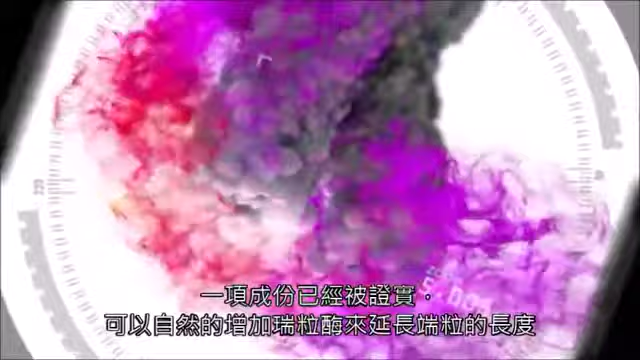 一項成份已經被證實，
可以自然的增加瑞粒酶來延長端粒的長度